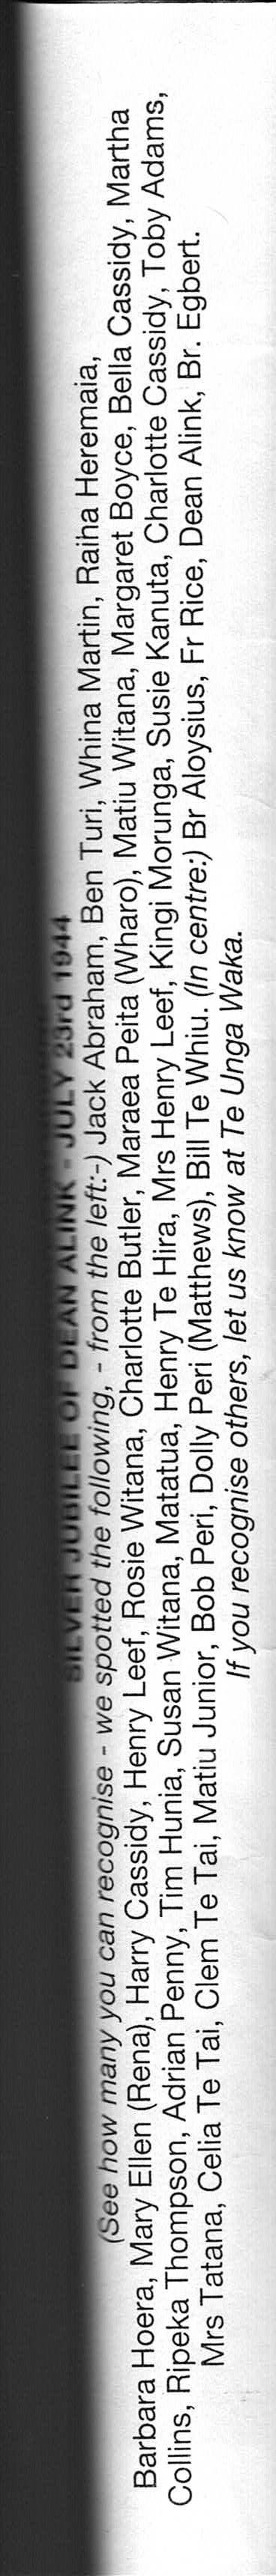 SILVER JUBILEE OF DEAN ALINK - JULY 23rd 1944
(See how many you can recognise - we spotted the following, - from the left:-) Jack Abraham, Ben Turi, Whina Martin, Raiha Heremaia,
Barbara Hoera, Mary Ellen (Rena), Harry Cassidy, Henry Leef, Rosie Witana, Charlotte Butler, Maraea Peita (Wharo), Matiu Witana, Margaret Boyce, Bella Cassidy, Martha
Collins, Ripeka Thompson, Adrian Penny, Tim Hunia, Susan Witana, Matatua, Henry Te Hira, Mrs Henry Leef, Kingi Morunga, Susie Kanuta, Charlotte Cassidy, Toby Adams,
Mrs Tatana, Celia Te Tai, Clem Te Tai, Matiu Junior, Bob Peri, Dolly Peri (Matthews), Bill Te Whiu. (In centre:) Br Aloysius, Fr Rice, Dean Alink, Br. Egbert.
If you recognise others, let us know at Te Unga Waka.